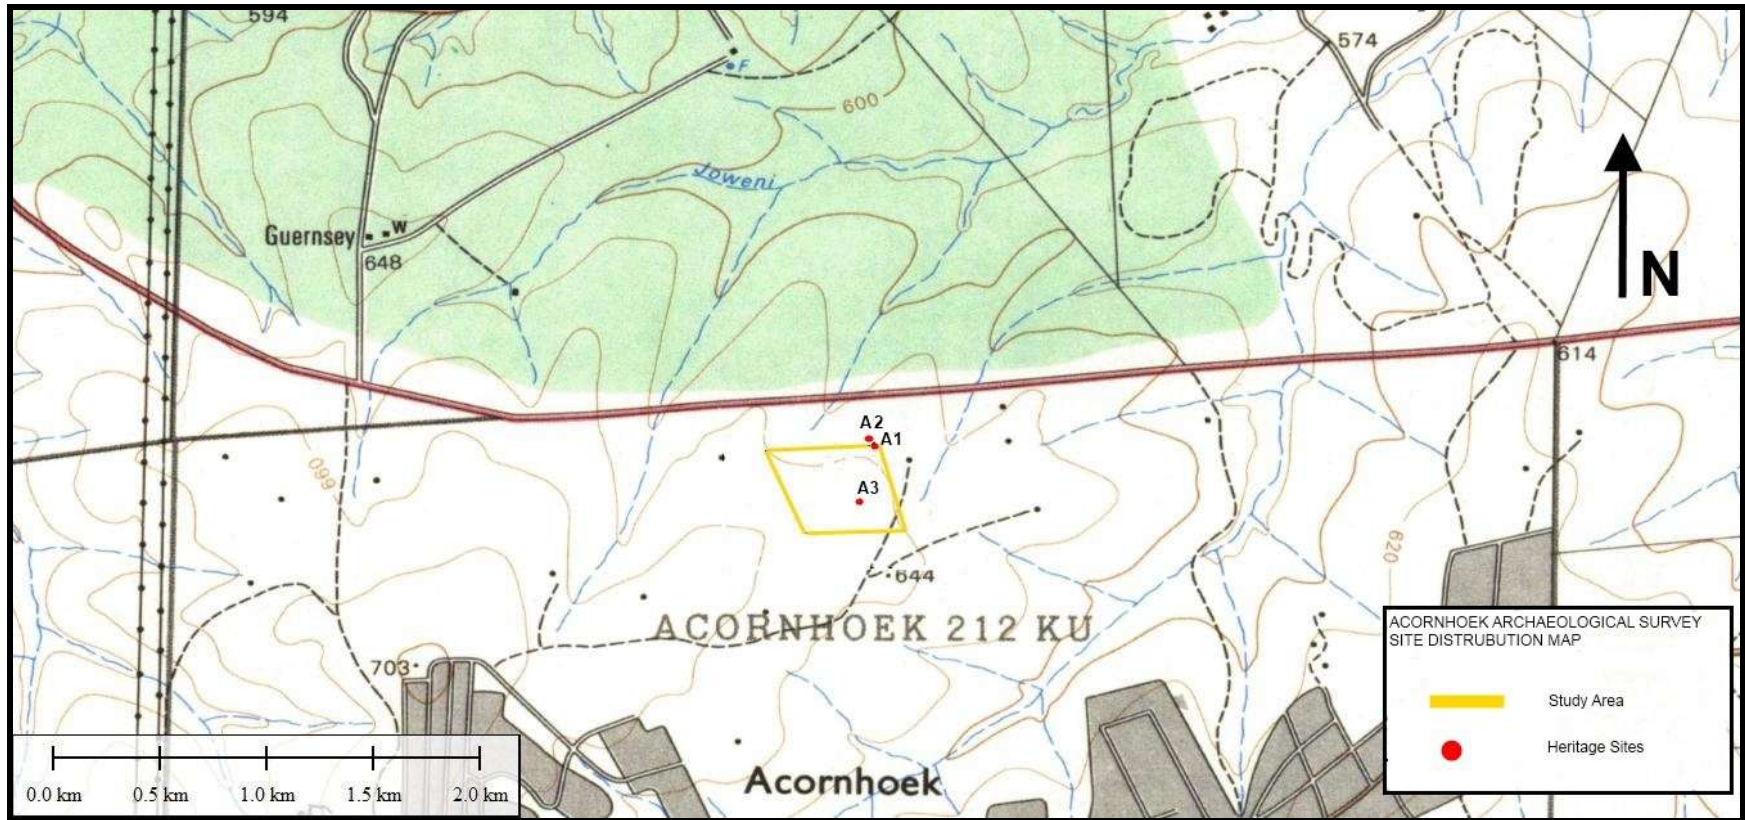 594
574
F
600
Joweni
Guernsey
W
648
N
614
A2
A1
660
A3
620
644
ACORNHOEK 212 KU
703
Acornhoek
ACORNHOEK ARCHAEOLOGICAL SURVEY
SITE DISTRUBUTION MAP
Study Area
Heritage Sites
0.0 km 0.5 km 1.0 km 1.5 km 2.0 km